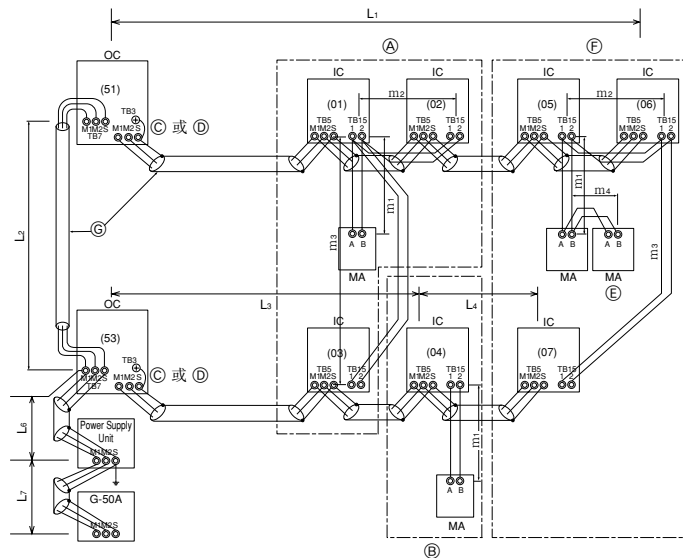 L1
A
F
OC
(51)
TB3
M1M2S
TB7
M1M2S
C 或 D
IC
(01)
TB5
M1M2S
TB15
1 2
m2
IC
(02)
TB5
M1M2S
TB15
1 2
IC
(05)
TB5
M1M2S
TB15
1 2
m2
IC
(06)
TB5
M1M2S
TB15
1 2
L2
G
m1
m3
A B
MA
m1
m4
A B
MA
A B
MA
E
m3
L3
L4
OC
(53)
TB3
M1M2S
TB7
M1M2S
C 或 D
IC
(03)
TB5
M1M2S
TB15
1 2
IC
(04)
TB5
M1M2S
TB15
1 2
IC
(07)
TB5
M1M2S
TB15
1 2
L6
Power Supply
Unit
M1M2S
m1
L7
G-50A
M1M2S
A B
MA
B